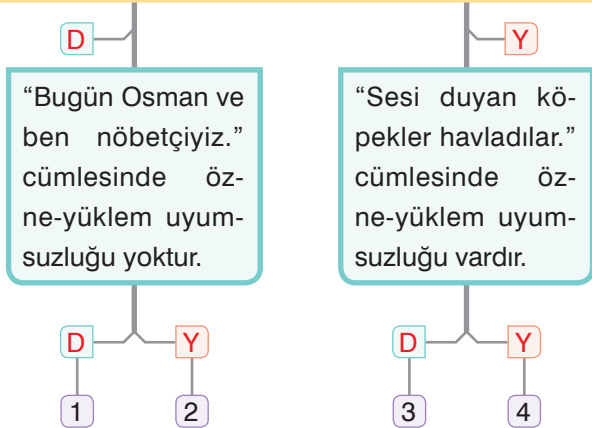 D
Y
“Bugün Osman ve
ben nöbetçiyiz.”
cümlesinde öz-
ne-yüklem uyum-
suzluğu yoktur.
“Sesi duyan kö-
pekler havladılar.”
cümlesinde öz-
ne-yüklem uyum-
suzluğu vardır.
D
Y
D
Y
1
2
3
4